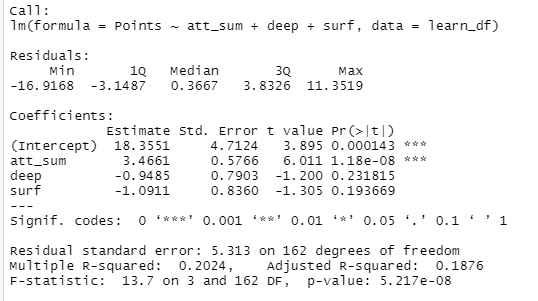 Call:
lm(formula = Points ~ att_sum + deep + surf, data = learn_df)
Residuals:
     Min       1Q   Median       3Q      Max
-16.9168  -3.1487   0.3667   3.8326  11.3519
Coefficients:
            Estimate Std. Error t value Pr(>|t|)
(Intercept)  18.3551     4.7124   3.895 0.000143 ***
att_sum       3.4661     0.5766   6.011 1.18e-08 ***
deep         -0.9485     0.7903  -1.200 0.231815
surf         -1.0911     0.8360  -1.305 0.193669
---
Signif. codes:  0 ‘***’ 0.001 ‘**’ 0.01 ‘*’ 0.05 ‘.’ 0.1 ‘ ’ 1
Residual standard error: 5.313 on 162 degrees of freedom
Multiple R-squared:  0.2024,    Adjusted R-squared:  0.1876
F-statistic:  13.7 on 3 and 162 DF,  p-value: 5.217e-08